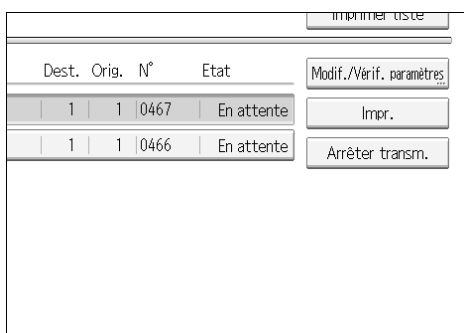 Imprimer liste
Dest. Orig. N° Etat Modif./Vérif. paramètres
1 1 0467 En attente Impr.
1 1 0466 En attente Arrêter transm.